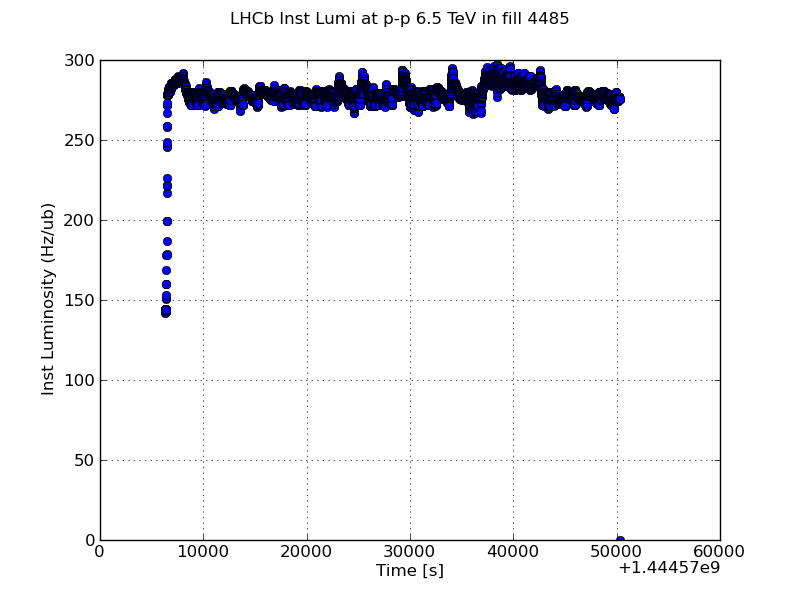 LHCb Inst Lumi at p-p 6.5 TeV in fill 4485
300
250
200
150
100
50
0
Inst Luminosity (Hz/ub)
0 10000 20000 30000 40000 50000 60000
Time [s]
+1.44457e9